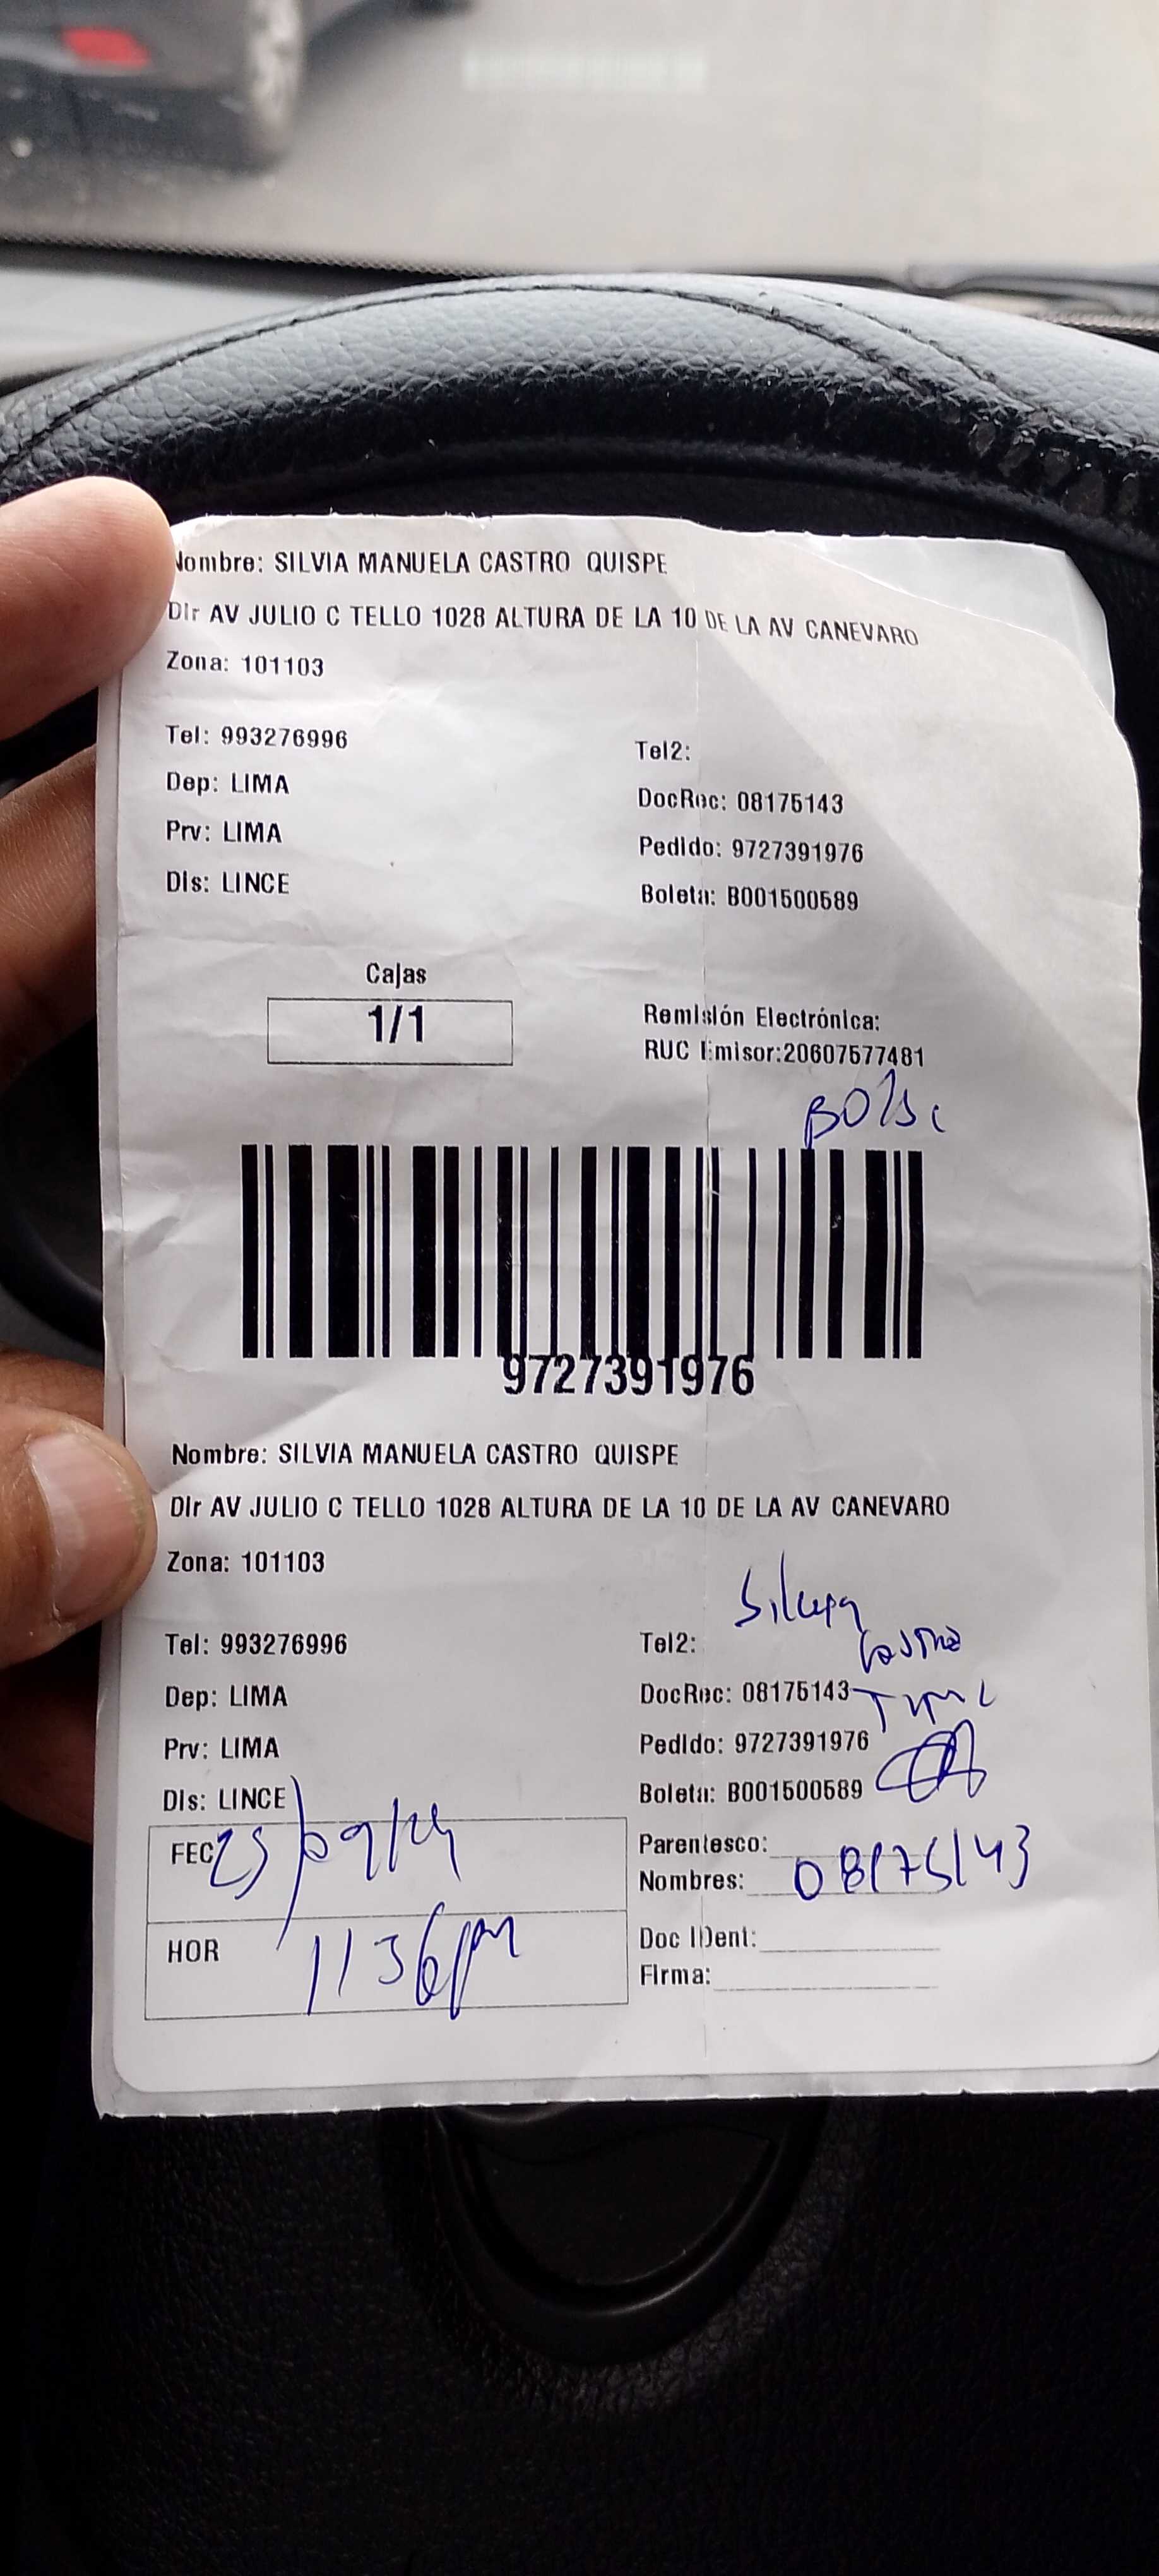 Nombre: SILVIA MANUELA CASTRO QUISPE
Dir AV JULIO C TELLO 1028 ALTURA DE LA 10 DE LA AV CANEVARO
Zona: 101103
Tel: 993276996
Tel2:
Dep: LIMA
DocRec: 08175143
Prv: LIMA
Pedido: 9727391976
Dis: LINCE
Boleta: B001500589
Cajas
1/1
Remisión Electrónica:
RUC Emisor:20607577481
9727391976
Nombre: SILVIA MANUELA CASTRO QUISPE
Dir AV JULIO C TELLO 1028 ALTURA DE LA 10 DE LA AV CANEVARO
Zona: 101103
Silvia
Castro
Tel: 993276996
Tel2:
Dep: LIMA
DocRec: 08175143
Prv: LIMA
Pedido: 9727391976
Dis: LINCE
Boleta: B001500589
FEC 23/09/24
Parentesco:
Nombres: 08175143
HOR 1136pm
Doc IDent:
Firma: